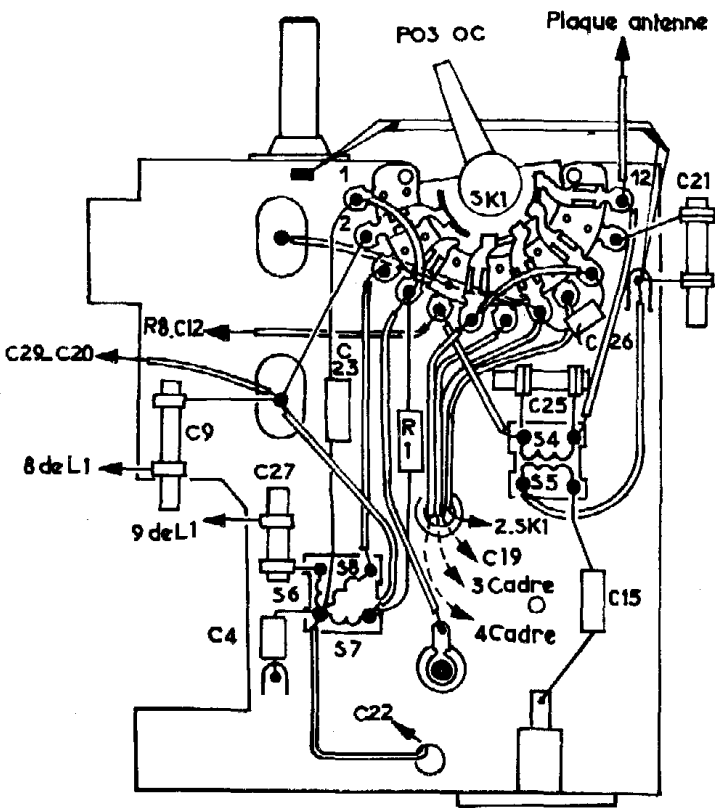 Plaque antenne
PO3 OC
1
12
C21
SK1
2
R8,C12
C29_C20
C
23
C26
C25
C9
R
1
S4
8 de L1
C27
S5
9 de L1
2.SK1
C19
S8
S6
3 Cadre
C15
C4
4 Cadre
S7
C22